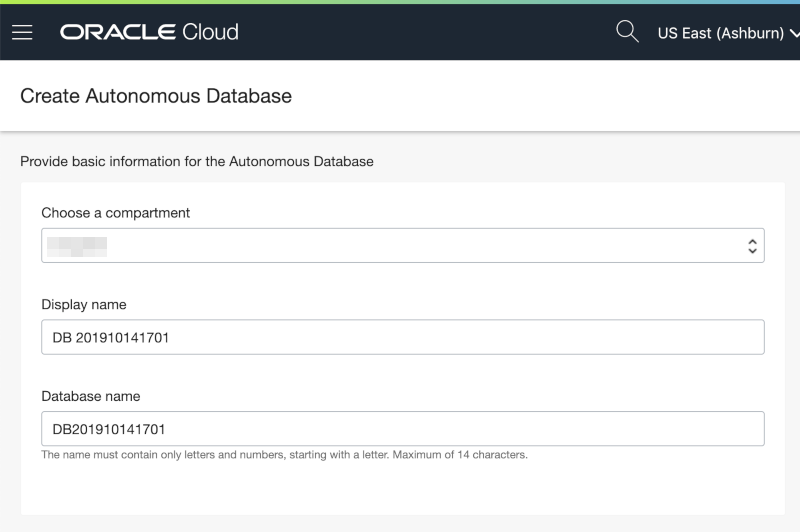 ORACLE Cloud
US East (Ashburn)
Create Autonomous Database
Provide basic information for the Autonomous Database
Choose a compartment
Display name
DB 201910141701
Database name
DB201910141701
The name must contain only letters and numbers, starting with a letter. Maximum of 14 characters.